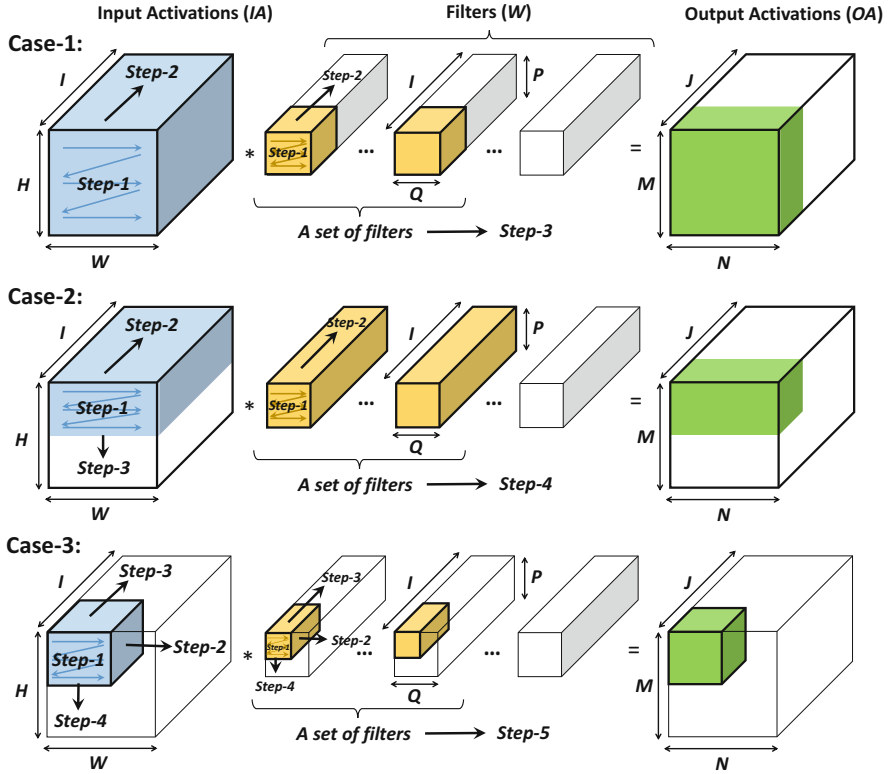 Input Activations (IA)
Filters (W)
Output Activations (OA)
Case-1:
I
Step-2
Step-1
H
W
*
Step-2
Step-1
...
I
Q
...
P
A set of filters
Step-3
=
J
M
N
Case-2:
I
Step-2
Step-1
Step-3
H
W
*
Step-2
Step-1
...
I
Q
...
P
A set of filters
Step-4
=
J
M
N
Case-3:
I
Step-3
Step-1
Step-2
Step-4
H
W
*
Step-3
Step-1
Step-2
Step-4
...
I
Q
...
P
A set of filters
Step-5
=
J
M
N